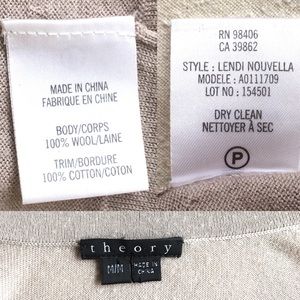 MADE IN CHINA
FABRIQUE EN CHINE
BODY/CORPS
100% WOOL/LAINE
TRIM/BORDURE
100% COTTON/COTON
RN 98406
CA 39862
STYLE : LENDI NOUVELLA
MODELE : A0111709
LOT NO : 154501
DRY CLEAN
NETTOYER À SEC
P
theory
M/M
MADE IN
CHINA